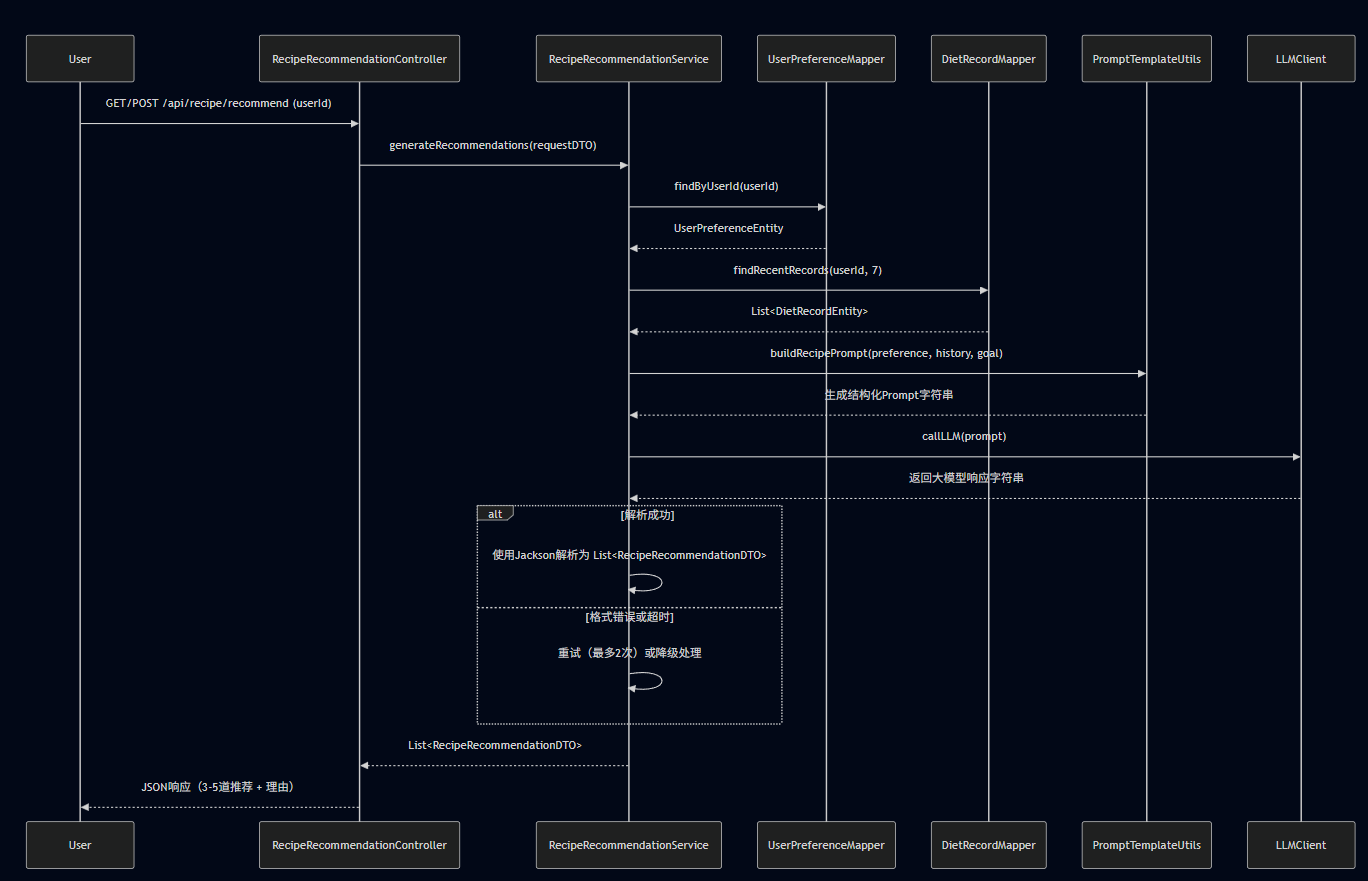 User
RecipeRecommendationController
RecipeRecommendationService
UserPreferenceMapper
DietRecordMapper
PromptTemplateUtils
LLMClient
GET/POST /api/recipe/recommend (userId)
generateRecommendations(requestDTO)
findByUserId(userId)
UserPreferenceEntity
findRecentRecords(userId, 7)
List<DietRecordEntity>
buildRecipePrompt(preference, history, goal)
生成结构化Prompt字符串
callLLM(prompt)
返回大模型响应字符串
alt
[解析成功]
使用Jackson解析为 List<RecipeRecommendationDTO>
[格式错误或超时]
重试（最多2次）或降级处理
List<RecipeRecommendationDTO>
JSON响应（3-5道推荐 + 理由）
User
RecipeRecommendationController
RecipeRecommendationService
UserPreferenceMapper
DietRecordMapper
PromptTemplateUtils
LLMClient